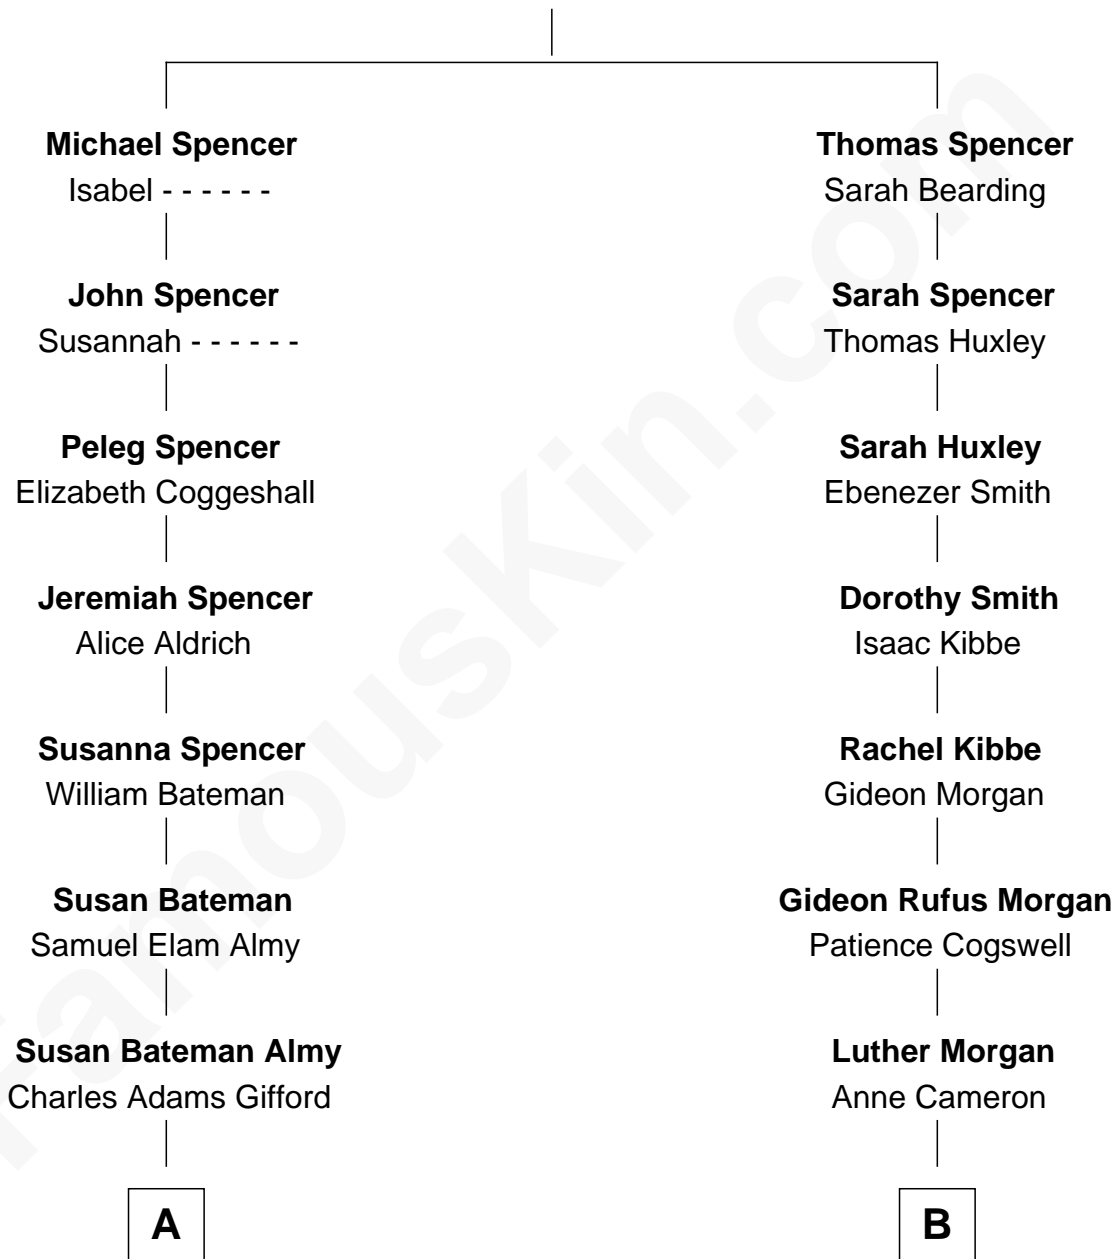 Michael Spencer
Isabel - - - - - -
John Spencer
Susannah - - - - - -
Peleg Spencer
Elizabeth Coggeshall
Jeremiah Spencer
Alice Aldrich
Susanna Spencer
William Bateman
Susan Bateman
Samuel Elam Almy
Susan Bateman Almy
Charles Adams Gifford
A
Thomas Spencer
Sarah Bearding
Sarah Spencer
Thomas Huxley
Sarah Huxley
Ebenezer Smith
Dorothy Smith
Isaac Kibbe
Rachel Kibbe
Gideon Morgan
Gideon Rufus Morgan
Patience Cogswell
Luther Morgan
Anne Cameron
B
FamousKin.com